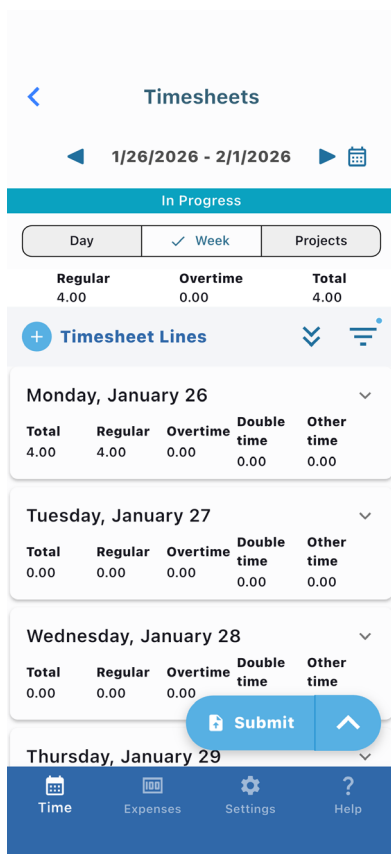 Timesheets
1/26/2026 - 2/1/2026
In Progress
Day Week Projects
Regular Overtime Total
4.00 0.00 4.00
Timesheet Lines
Monday, January 26
Total Regular Overtime Double time Other time
4.00 4.00 0.00 0.00 0.00
Tuesday, January 27
Total Regular Overtime Double time Other time
0.00 0.00 0.00 0.00 0.00
Wednesday, January 28
Total Regular Overtime Double time Other time
0.00 0.00 0.00
Submit
Thursday, January 29
Time Expenses Settings Help